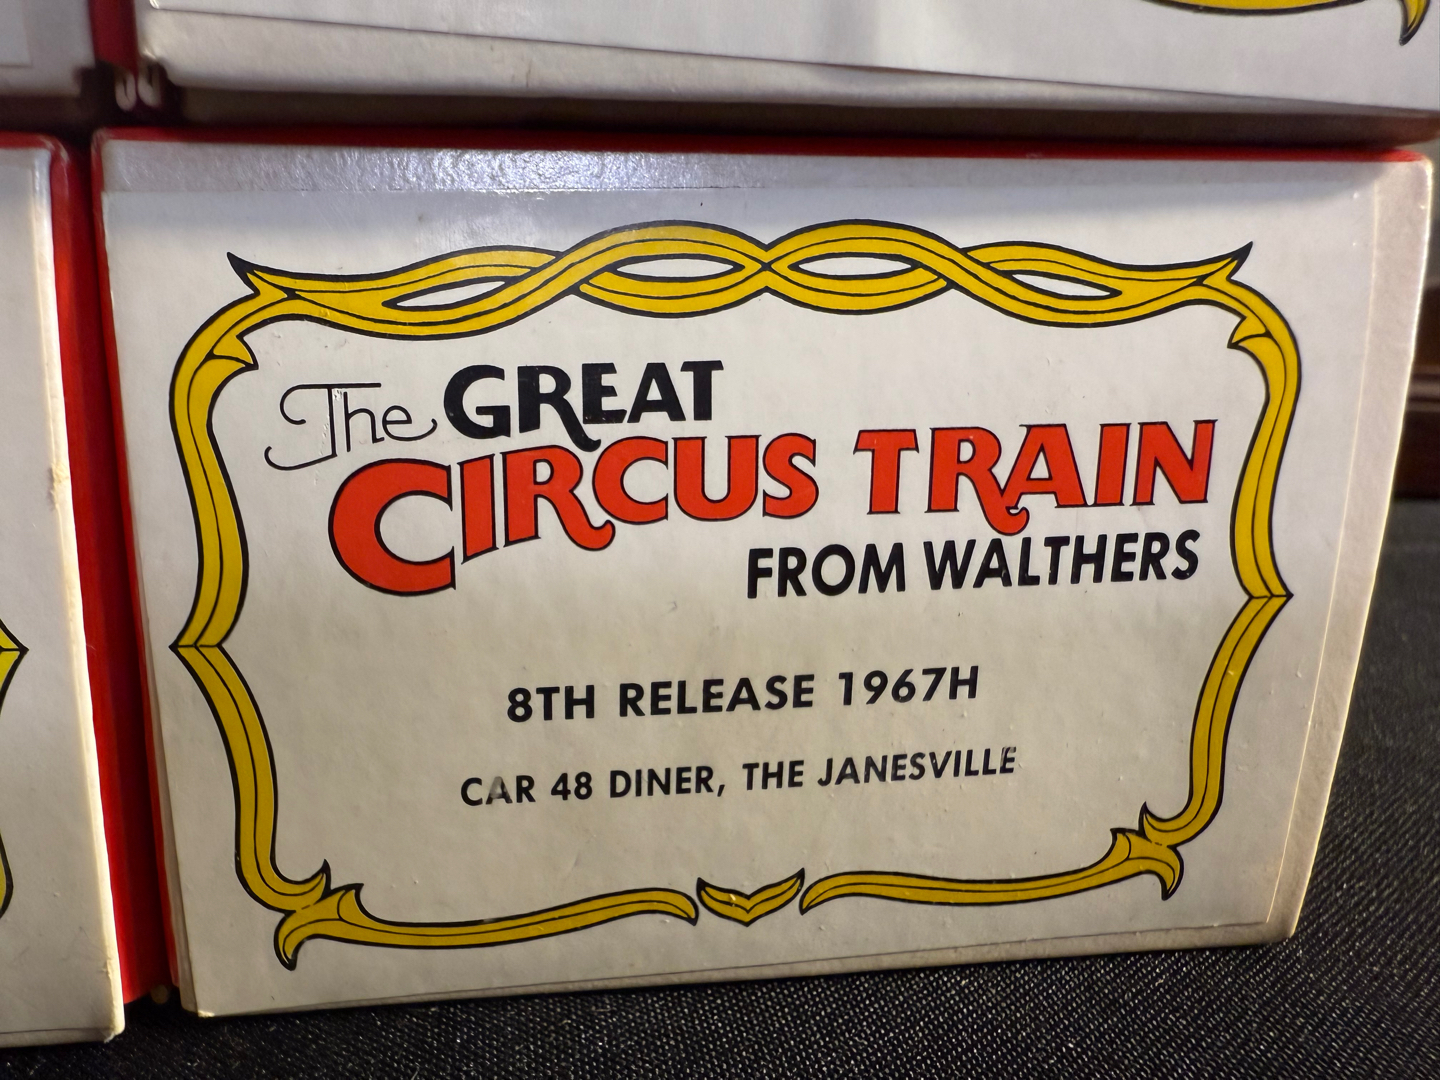 The GREAT
CIRCUS TRAIN
FROM WALTHERS
8TH RELEASE 1967H
CAR 48 DINER, THE JANESVILLE